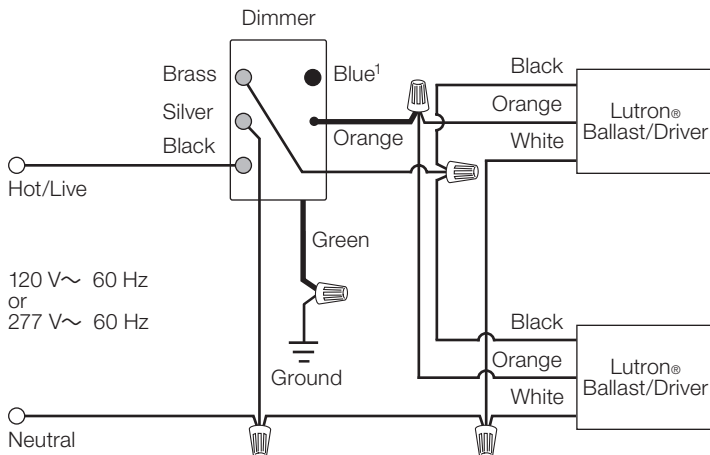 Dimmer
Brass
Blue¹
Silver
Orange
Black
Hot/Live
Green
Ground
120 V~ 60 Hz
or
277 V~ 60 Hz
Neutral
Black
Orange
White
Lutron®
Ballast/Driver
Black
Orange
White
Lutron®
Ballast/Driver